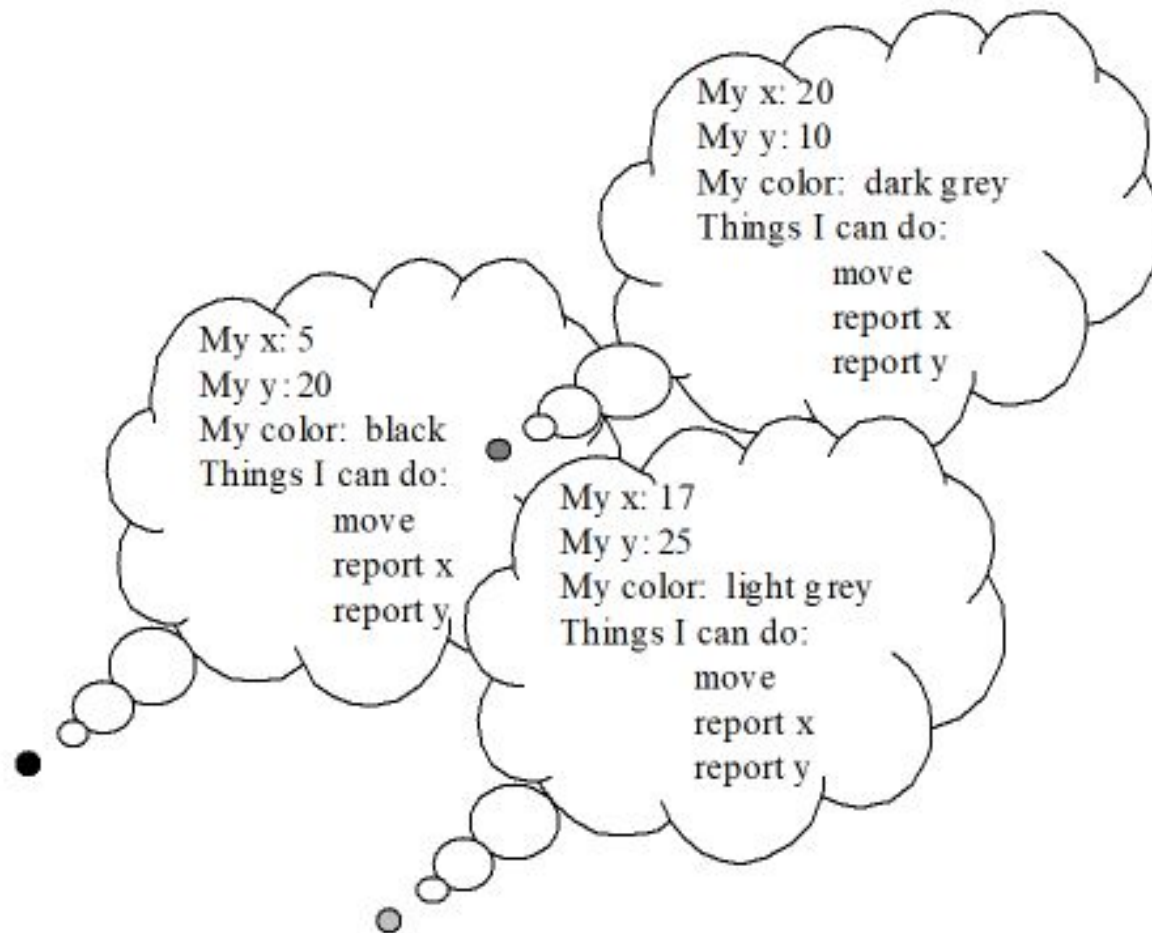 My x: 20
My y: 10
My color: dark grey
Things I can do:
move
report x
report y
My x: 5
My y: 20
My color: black
Things I can do:
move
report x
report y
My x: 17
My y: 25
My color: light grey
Things I can do:
move
report x
report y